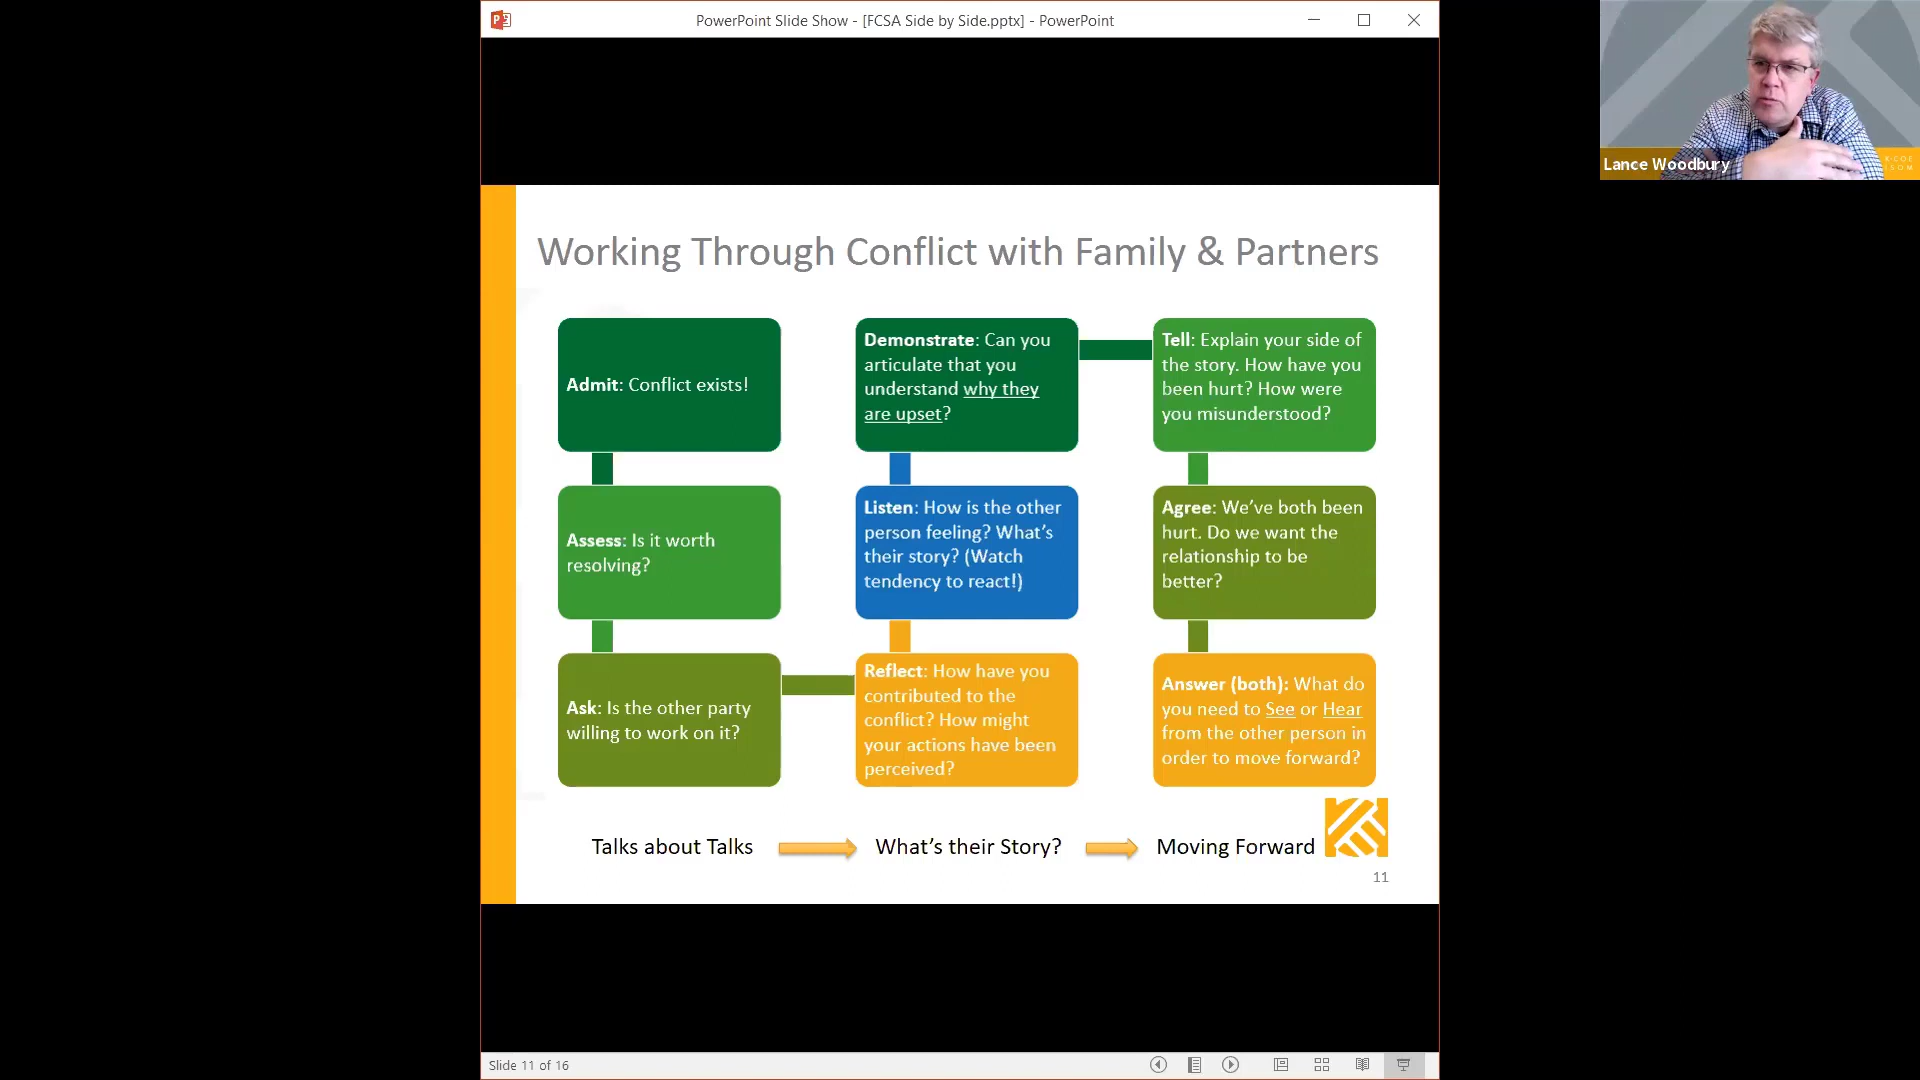 PowerPoint Slide Show - [FCSA Side by Side.pptx] - PowerPoint
Lance Woodbury
K·COE
ISOM
Working Through Conflict with Family & Partners
Admit: Conflict exists!
Assess: Is it worth
resolving?
Ask: Is the other party
willing to work on it?
Demonstrate: Can you
articulate that you
understand why they
are upset?
Listen: How is the other
person feeling? What's
their story? (Watch
tendency to react!)
Reflect: How have you
contributed to the
conflict? How might
your actions have been
perceived?
Tell: Explain your side of
the story. How have you
been hurt? How were
you misunderstood?
Agree: We've both been
hurt. Do we want the
relationship to be
better?
Answer (both): What do
you need to See or Hear
from the other person in
order to move forward?
Talks about Talks
What's their Story?
Moving Forward
11
Slide 11 of 16